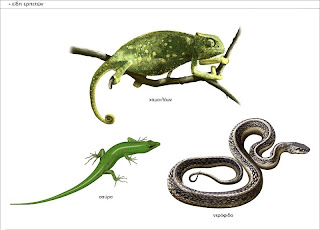 • είδη ερπετών
χαμαιλέων
σαύρα
νερόφιδο